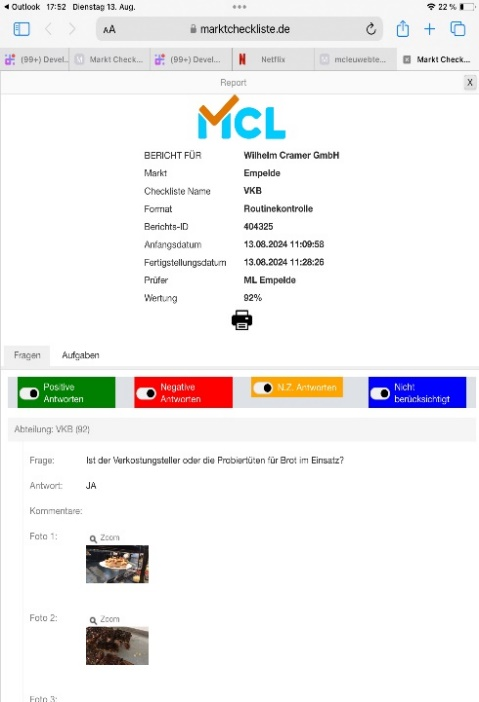 ◀ Outlook 17:52 Dienstag 13. Aug. ••• 22 %
AA marktcheckliste.de
(99+) Devel... Markt Check... (99+) Devel... Netflix mcleuwebte... Markt Check...
Report X
MCL
BERICHT FÜR Wilhelm Cramer GmbH
Markt Empelde
Checkliste Name VKB
Format Routinekontrolle
Berichts-ID 404325
Anfangsdatum 13.08.2024 11:09:58
Fertigstellungsdatum 13.08.2024 11:28:26
Prüfer ML Empelde
Wertung 92%
Fragen Aufgaben
Positive Antworten
Negative Antworten
N.Z. Antworten
Nicht berücksichtigt
Abteilung: VKB (92)
Frage: Ist der Verkostungsteller oder die Probiertüten für Brot im Einsatz?
Antwort: JA
Kommentare:
Foto 1: Zoom
Foto 2: Zoom
Foto 3: